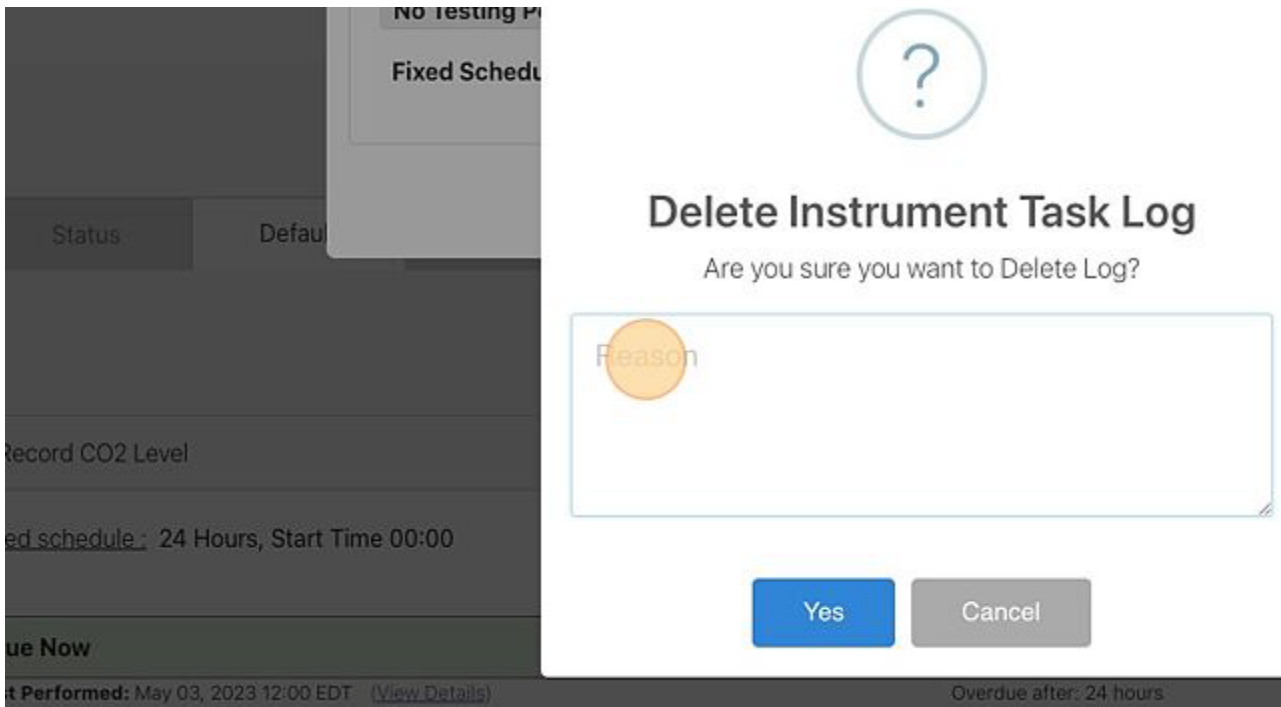 No Testing P
Fixed Schedu
?
Delete Instrument Task Log
Are you sure you want to Delete Log?
Status
Defaul
Reason
Record CO2 Level
ed schedule : 24 Hours, Start Time 00:00
Yes
Cancel
ue Now
t Performed: May 03, 2023 12:00 EDT (View Details)
Overdue after: 24 hours